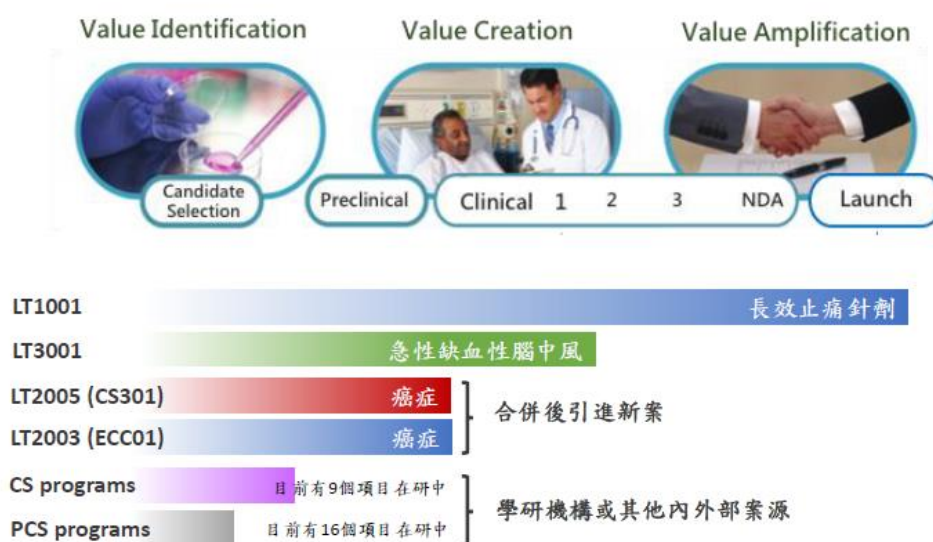 Value Identification Value Creation Value Amplification
Candidate
Selection
Preclinical Clinical 1 2 3 NDA Launch
LT1001 長效止痛針劑
LT3001 急性缺血性腦中風
LT2005 (CS301) 癌症
合併後引進新案
LT2003 (ECC01) 癌症
CS programs 目前有9個項目在研中
學研機構或其他內外部案源
PCS programs 目前有16個項目在研中